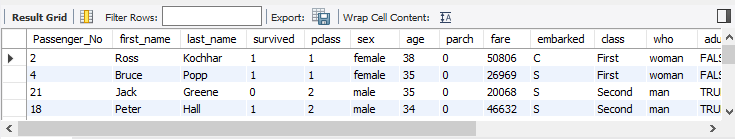 Result Grid Filter Rows: Export: Wrap Cell Content:
Passenger_No first_name last_name survived pclass sex age parch fare embarked class who adu
2 Ross Kochhar 1 1 female 38 0 50806 C First woman FALS
4 Bruce Popp 1 1 female 35 0 26969 S First woman FALS
21 Jack Greene 0 2 male 35 0 20068 S Second man TRU
18 Peter Hall 1 2 male 34 0 46632 S Second man TRU